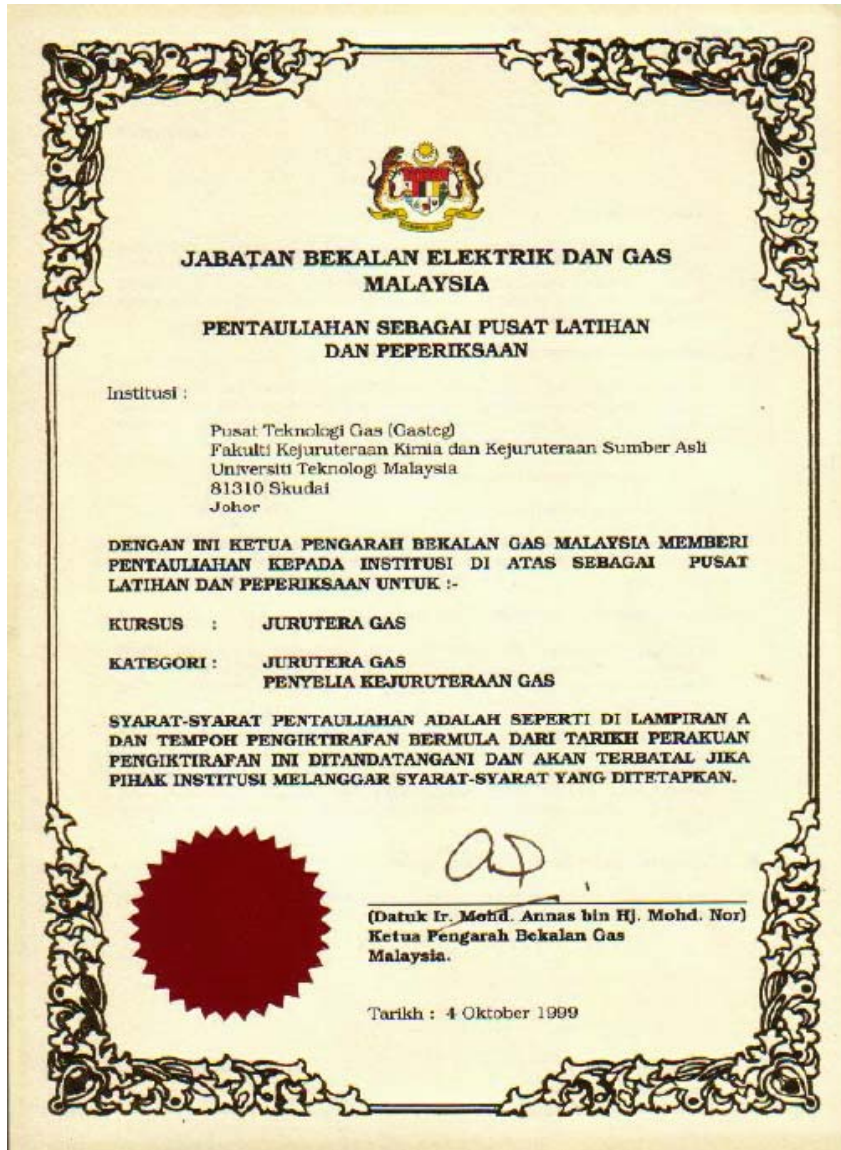 JABATAN BEKALAN ELEKTRIK DAN GAS
MALAYSIA
PENTAULIAHAN SEBAGAI PUSAT LATIHAN
DAN PEPERIKSAAN
Institusi :
Pusat Teknologi Gas (Gasteg)
Fakulti Kejuruteraan Kimia dan Kejuruteraan Sumber Asli
Universiti Teknologi Malaysia
81310 Skudai
Johor
DENGAN INI KETUA PENGARAH BEKALAN GAS MALAYSIA MEMBERI
PENTAULIAHAN KEPADA INSTITUSI DI ATAS SEBAGAI PUSAT
LATIHAN DAN PEPERIKSAAN UNTUK :-
KURSUS : JURUTERA GAS
KATEGORI : JURUTERA GAS
PENYELIA KEJURUTERAAN GAS
SYARAT-SYARAT PENTAULIAHAN ADALAH SEPERTI DI LAMPIRAN A
DAN TEMPOH PENGIKTIRAFAN BERMULA DARI TARIKH PERAKUAN
PENGIKTIRAFAN INI DITANDATANGANI DAN AKAN TERBATAL JIKA
PIHAK INSTITUSI MELANGGAR SYARAT-SYARAT YANG DITETAPKAN.
(Datuk Ir. Mohd. Annas bin Hj. Mohd. Nor)
Ketua Pengarah Bekalan Gas
Malaysia.
Tarikh : 4 Oktober 1999